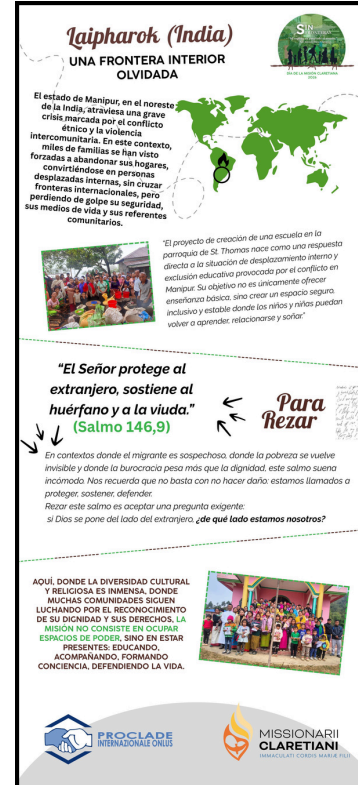 Laipharok (India)
UNA FRONTERA INTERIOR
OLVIDADA
SIN
DÍA DE LA MISIÓN CLARETIANA
El estado de Manipur, en el noreste
de la India, atraviesa una grave
crisis marcada por el conflicto
étnico y la violencia
intercomunitaria. En este contexto,
miles de familias se han visto
forzadas a abandonar sus hogares,
convirtiéndose en personas
desplazadas internas, sin cruzar
fronteras internacionales, pero
perdiendo de golpe su seguridad,
sus medios de vida y sus referentes
comunitarios.
"El proyecto de creación de una escuela en la
parroquia de St. Thomas nace como una respuesta
directa a la situación de desplazamiento interno y
exclusión educativa provocada por el conflicto en
Manipur. Su objetivo no es únicamente ofrecer
enseñanza básica, sino crear un espacio seguro,
inclusivo y estable donde los niños y niñas puedan
volver a aprender, relacionarse y soñar."
“El Señor protege al
extranjero, sostiene al
huérfano y a la viuda.”
(Salmo 146,9)
Para
Rezar
En contextos donde el migrante es sospechoso, donde la pobreza se vuelve
invisible y donde la burocracia pesa más que la dignidad, este salmo suena
incómodo. Nos recuerda que no basta con no hacer daño: estamos llamados a
proteger, sostener, defender.
Rezar este salmo es aceptar una pregunta exigente:
si Dios se pone del lado del extranjero, ¿de qué lado estamos nosotros?
AQUÍ, DONDE LA DIVERSIDAD CULTURAL
Y RELIGIOSA ES INMENSA, DONDE
MUCHAS COMUNIDADES SIGUEN
LUCHANDO POR EL RECONOCIMIENTO
DE SU DIGNIDAD Y SUS DERECHOS, LA
MISIÓN NO CONSISTE EN OCUPAR
ESPACIOS DE PODER, SINO EN ESTAR
PRESENTES: EDUCANDO,
ACOMPAÑANDO, FORMANDO
CONCIENCIA, DEFENDIENDO LA VIDA.
PROCLADE
INTERNAZIONALE ONLUS
MISSIONARII
CLARETIANI
IMMACULATI CORDIS MARIÆ FILII